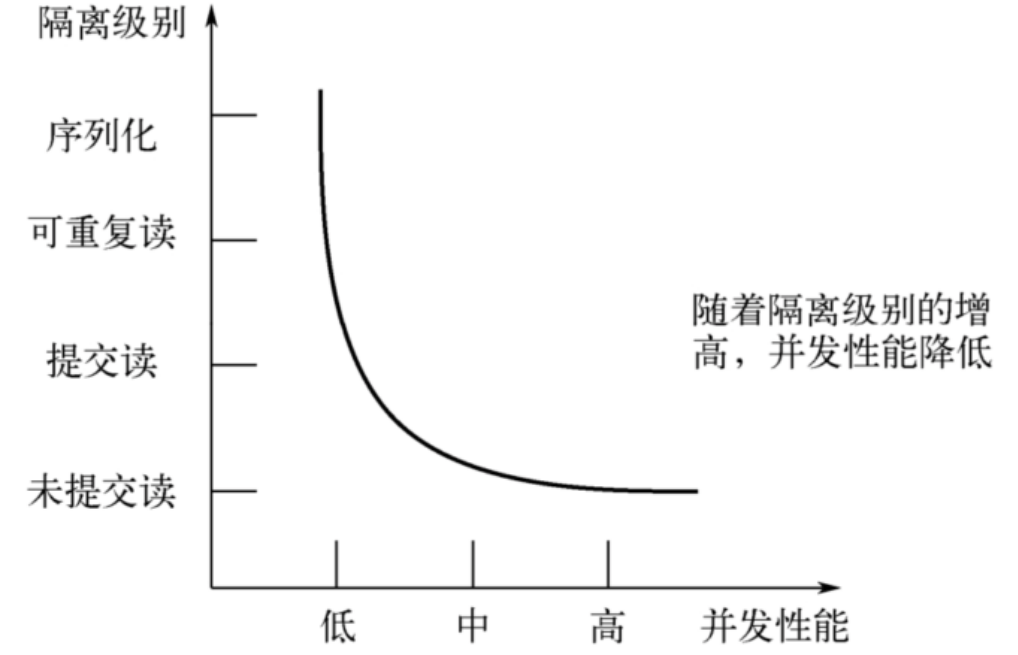 隔离级别
序列化
可重复读
随着隔离级别的增
高，并发性能降低
提交读
未提交读
低
中
高
并发性能